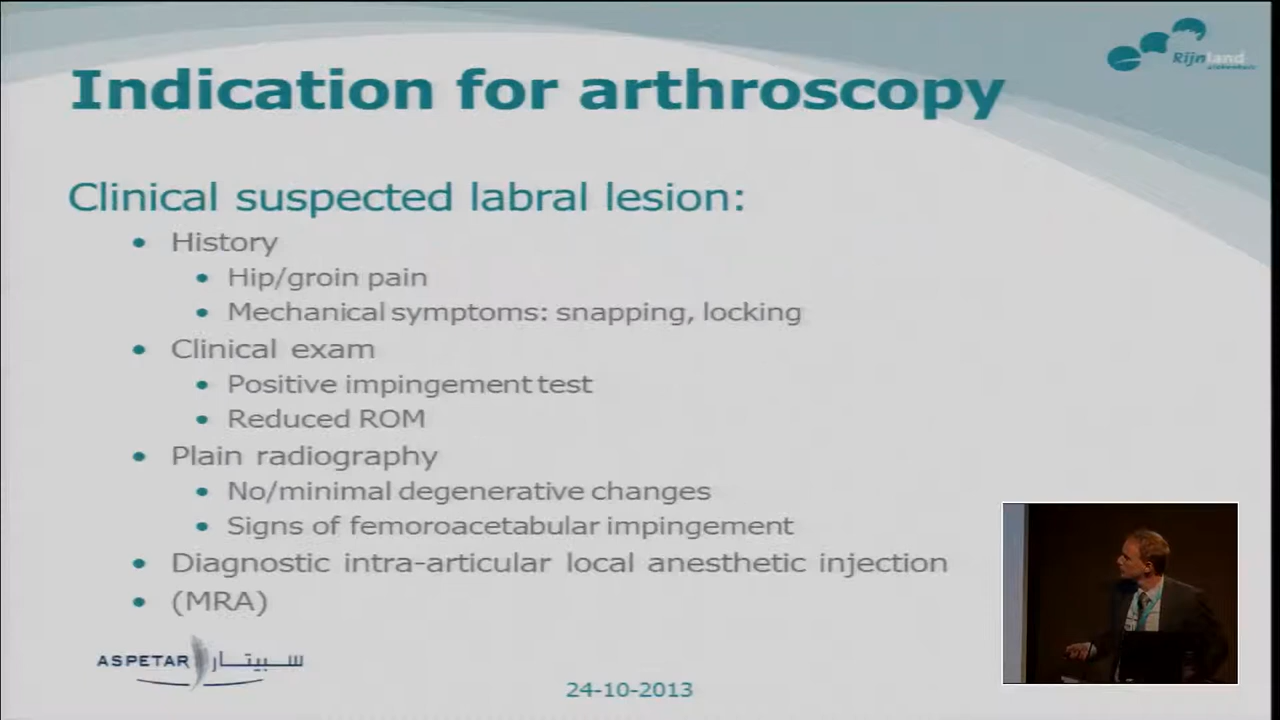 Rijnland
Indication for arthroscopy
Clinical suspected labral lesion:
• History
• Hip/groin pain
• Mechanical symptoms: snapping, locking
• Clinical exam
• Positive impingement test
• Reduced ROM
• Plain radiography
• No/minimal degenerative changes
• Signs of femoroacetabular impingement
• Diagnostic intra-articular local anesthetic injection
• (MRA)
ASPETAR سبيتار
24-10-2013